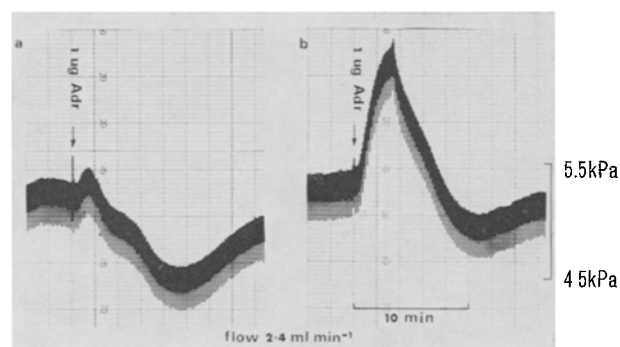 a
1 ug Adr
b
1 ug Adr
5.5kPa
4 5kPa
10 min
flow 2·4 ml min⁻¹